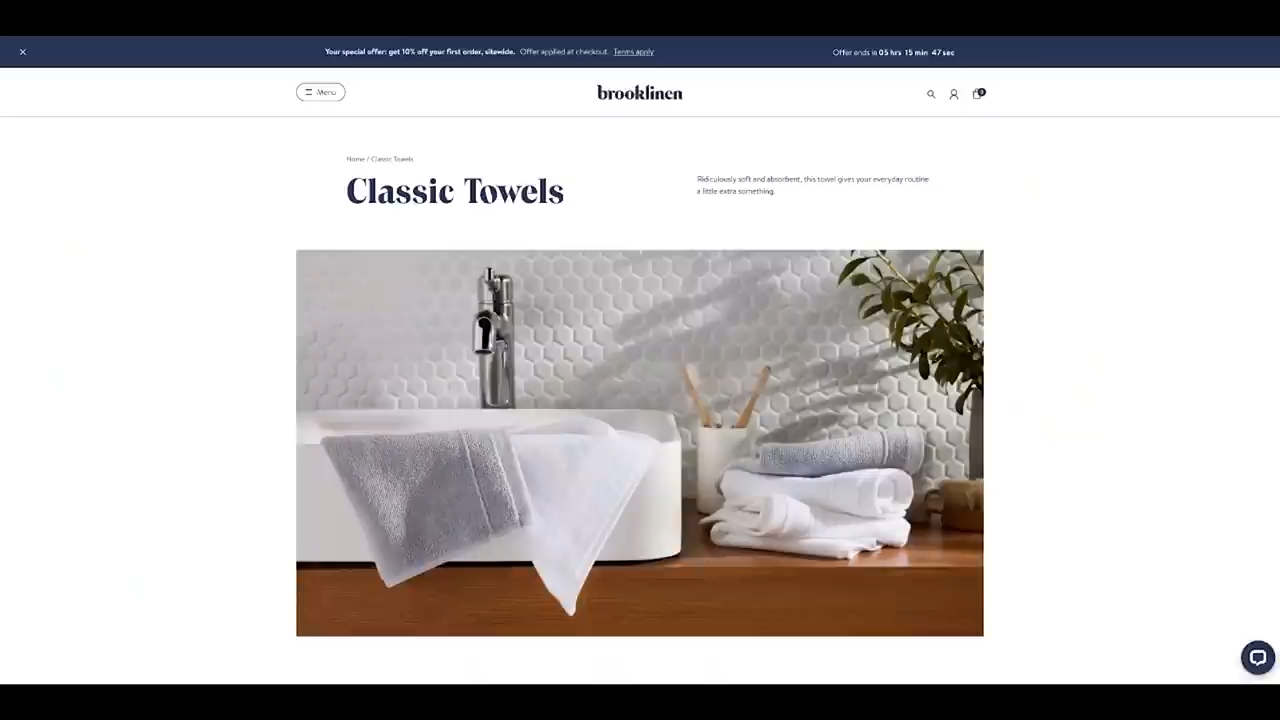 Your special offer: get 10% off your first order, sitewide. Offer applied at checkout. Terms apply
Offer ends in 05 hrs 15 min 47 sec
Menu
brooklinen
0
Home / Classic Towels
Classic Towels
Ridiculously soft and absorbent, this towel gives your everyday routine
a little extra something.